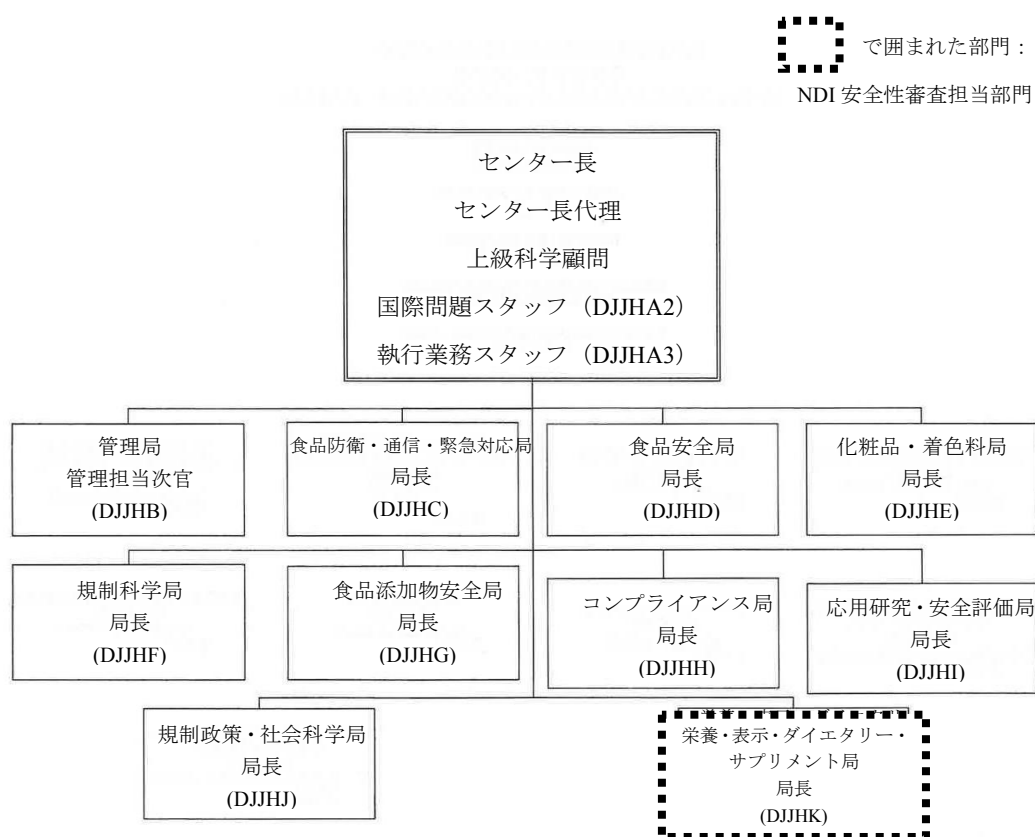 で囲まれた部門：
NDI 安全性審査担当部門
センター長
センター長代理
上級科学顧問
国際問題スタッフ（DJJHA2）
執行業務スタッフ（DJJHA3）
管理局
管理担当次官
(DJJHB)
食品防衛・通信・緊急対応局
局長
(DJJHC)
食品安全局
局長
(DJJHD)
化粧品・着色料局
局長
(DJJHE)
規制科学局
局長
(DJJHF)
食品添加物安全局
局長
(DJJHG)
コンプライアンス局
局長
(DJJHH)
応用研究・安全評価局
局長
(DJJHI)
規制政策・社会科学局
局長
(DJJHJ)
栄養・表示・ダイエタリー・
サプリメント局
局長
(DJJHK)